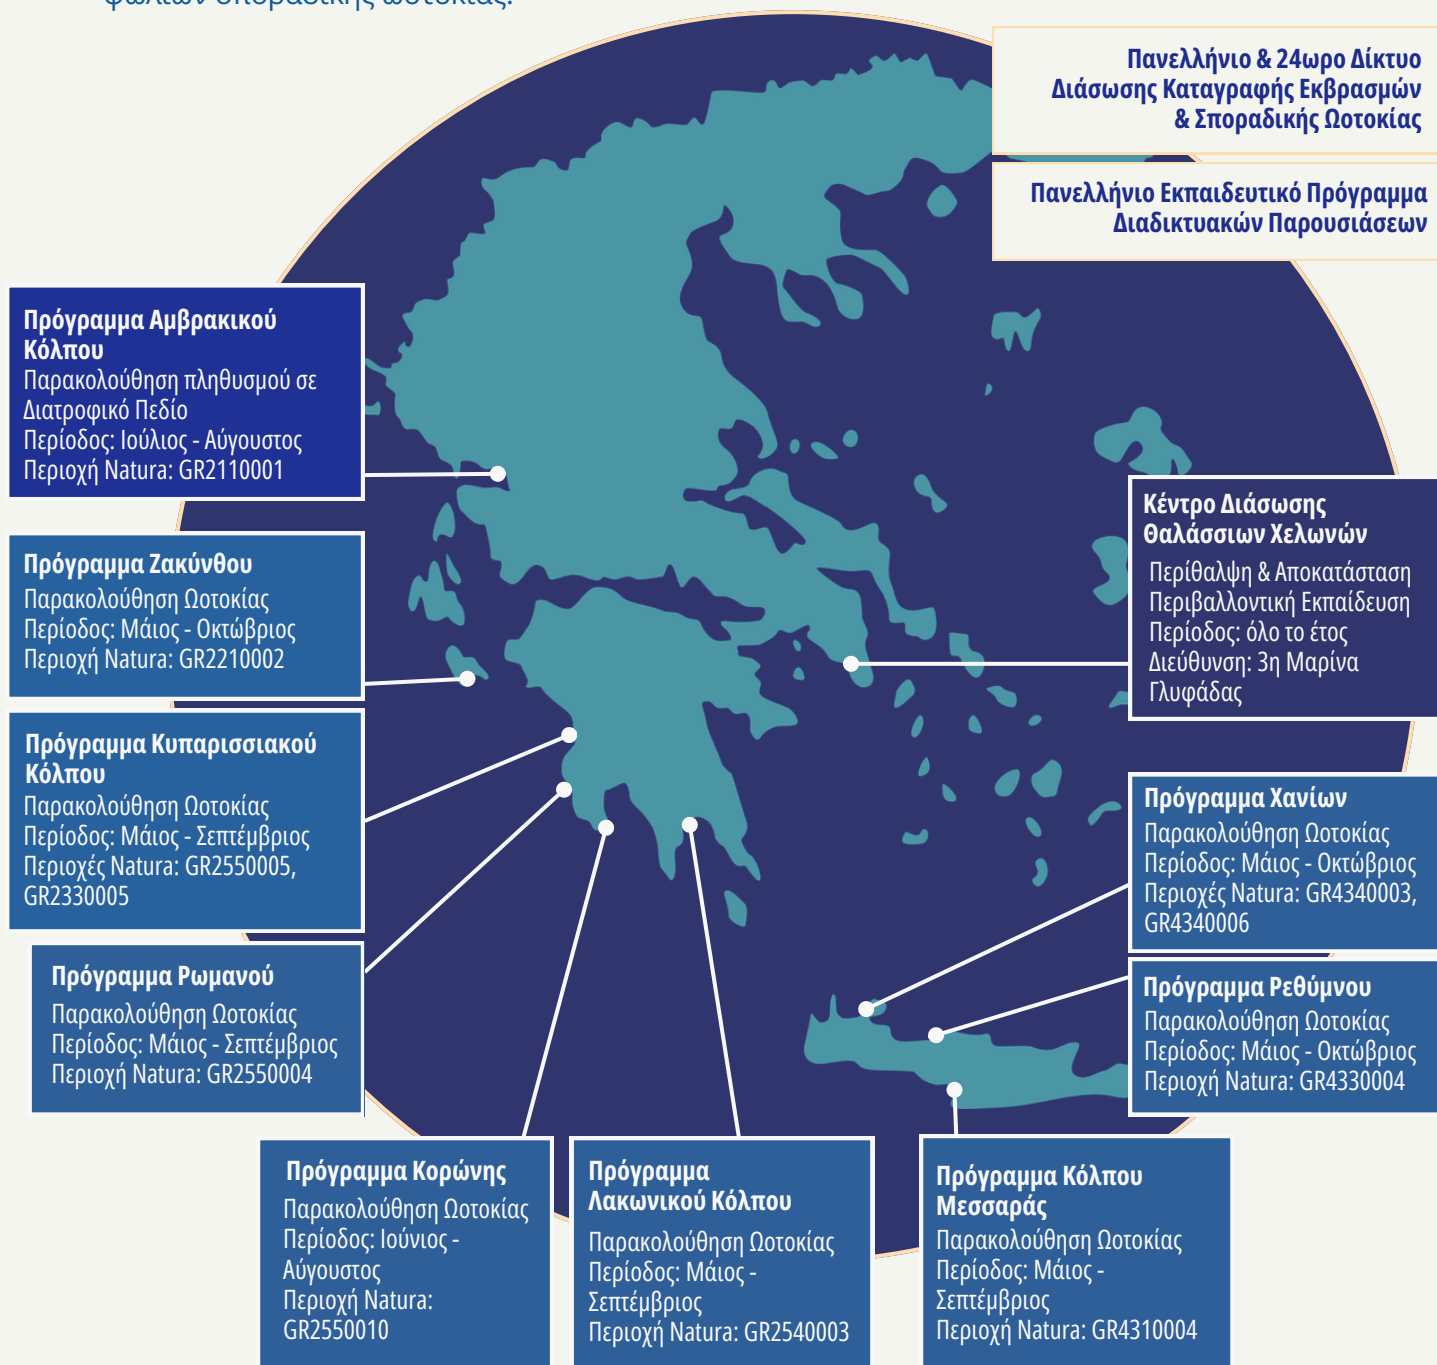 φωλιών σποραδικής ωοτοκίας.
Πανελλήνιο & 24ωρο Δίκτυο
Διάσωσης Καταγραφής Εκβρασμών
& Σποραδικής Ωοτοκίας
Πανελλήνιο Εκπαιδευτικό Πρόγραμμα
Διαδικτυακών Παρουσιάσεων
Πρόγραμμα Αμβρακικού
Κόλπου
Παρακολούθηση πληθυσμού σε
Διατροφικό Πεδίο
Περίοδος: Ιούλιος - Αύγουστος
Περιοχή Natura: GR2110001
Πρόγραμμα Ζακύνθου
Παρακολούθηση Ωοτοκίας
Περίοδος: Μάιος - Οκτώβριος
Περιοχή Natura: GR2210002
Πρόγραμμα Κυπαρισσιακού
Κόλπου
Παρακολούθηση Ωοτοκίας
Περίοδος: Μάιος - Σεπτέμβριος
Περιοχές Natura: GR2550005,
GR2330005
Πρόγραμμα Ρωμανού
Παρακολούθηση Ωοτοκίας
Περίοδος: Μάιος - Σεπτέμβριος
Περιοχή Natura: GR2550004
Κέντρο Διάσωσης
Θαλάσσιων Χελωνών
Περίθαλψη & Αποκατάσταση
Περιβαλλοντική Εκπαίδευση
Περίοδος: όλο το έτος
Διεύθυνση: 3η Μαρίνα
Γλυφάδας
Πρόγραμμα Χανίων
Παρακολούθηση Ωοτοκίας
Περίοδος: Μάιος - Οκτώβριος
Περιοχές Natura: GR4340003,
GR4340006
Πρόγραμμα Ρεθύμνου
Παρακολούθηση Ωοτοκίας
Περίοδος: Μάιος - Οκτώβριος
Περιοχή Natura: GR4330004
Πρόγραμμα Κορώνης
Παρακολούθηση Ωοτοκίας
Περίοδος: Ιούνιος -
Αύγουστος
Περιοχή Natura:
GR2550010
Πρόγραμμα
Λακωνικού Κόλπου
Παρακολούθηση Ωοτοκίας
Περίοδος: Μάιος -
Σεπτέμβριος
Περιοχή Natura: GR2540003
Πρόγραμμα Κόλπου
Μεσσαράς
Παρακολούθηση Ωοτοκίας
Περίοδος: Μάιος -
Σεπτέμβριος
Περιοχή Natura: GR4310004